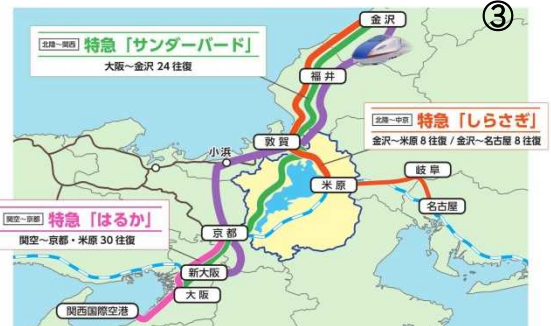 ③
金沢
北陸~関西 特急「サンダーバード」
大阪~金沢 24 往復
福井
北陸~中京 特急「しらさぎ」
金沢~米原 8 往復 / 金沢~名古屋 8 往復
敦賀
小浜
岐阜
米原
名古屋
関空~京都 特急「はるか」
関空~京都・米原 30 往復
京都
新大阪
大阪
関西国際空港